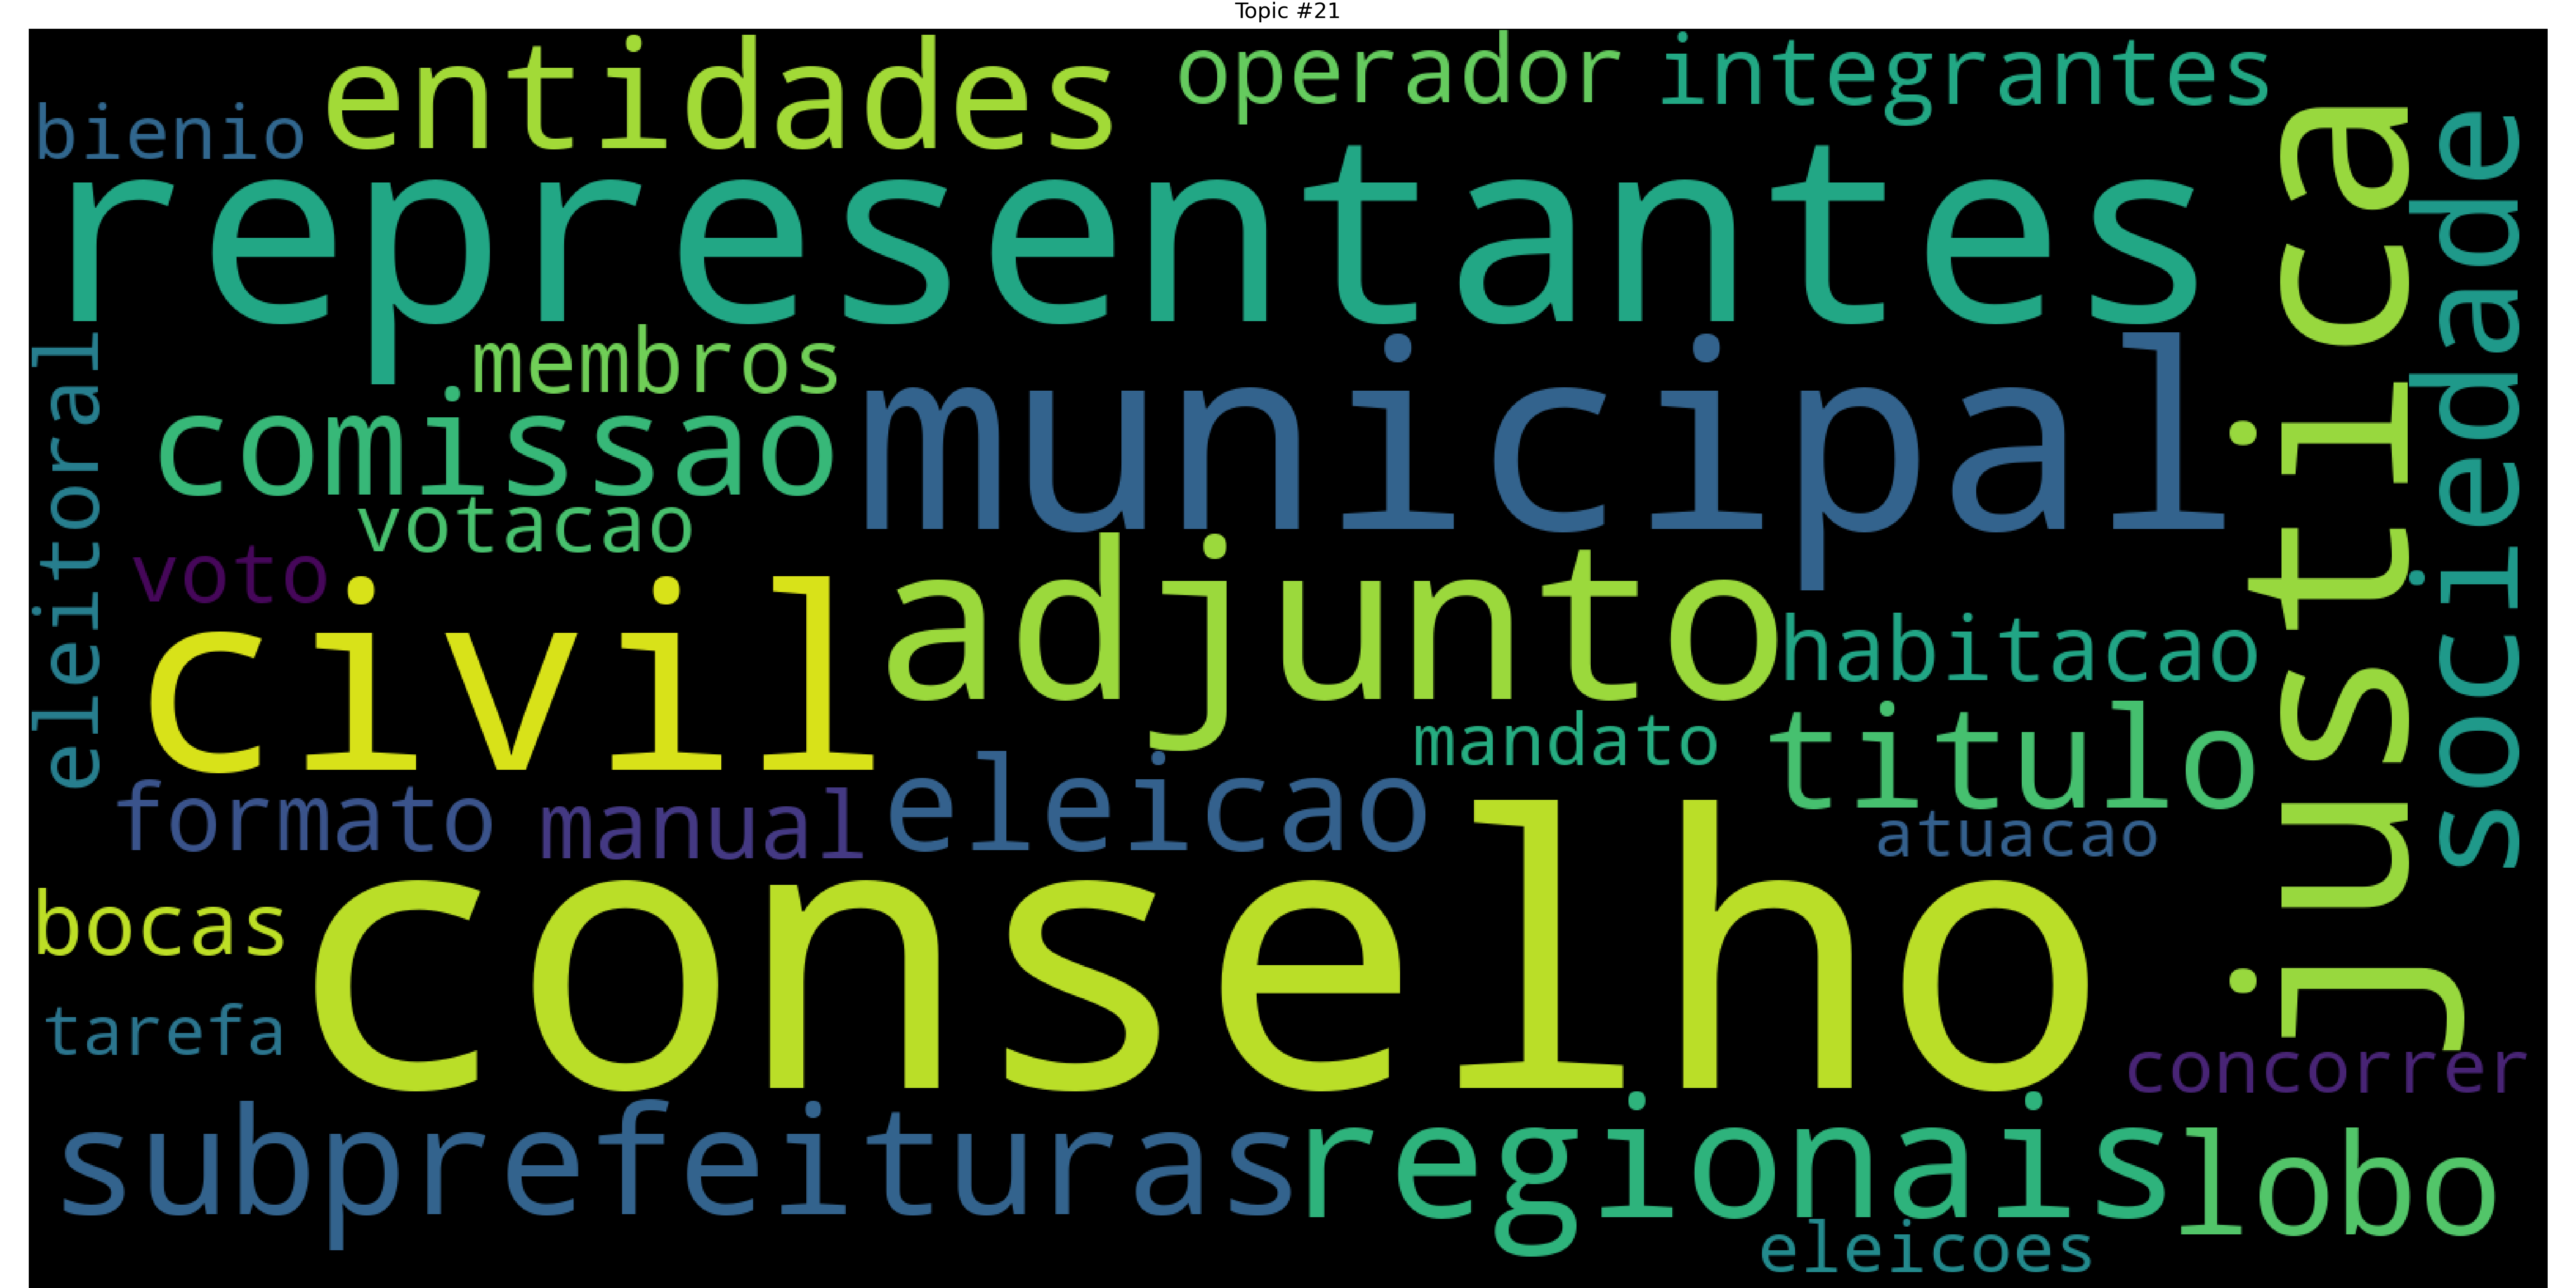 Topic #21
entidades
operador
integrantes
bienio
representantes
justica
sociedade
eleitoral
membros
municipal
comissao
votacao
voto
civil
adjunto
habitacao
mandato
titulo
formato
manual
eleicao
atuacao
bocas
conselho
tarefa
concorrer
subprefeituras
regionais
lobo
eleicoes